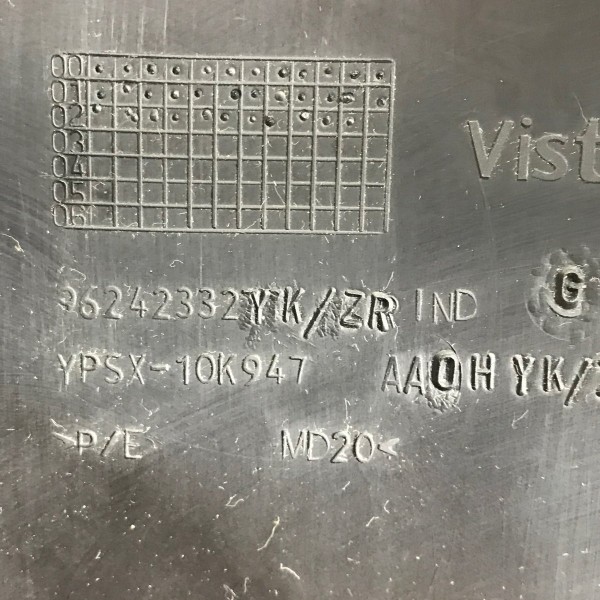 00
01
02
03
04
05
06
Vist
96242332YK/ZR IND G
YPSX-10K947 AA0H YK/
>P/E> MD20<